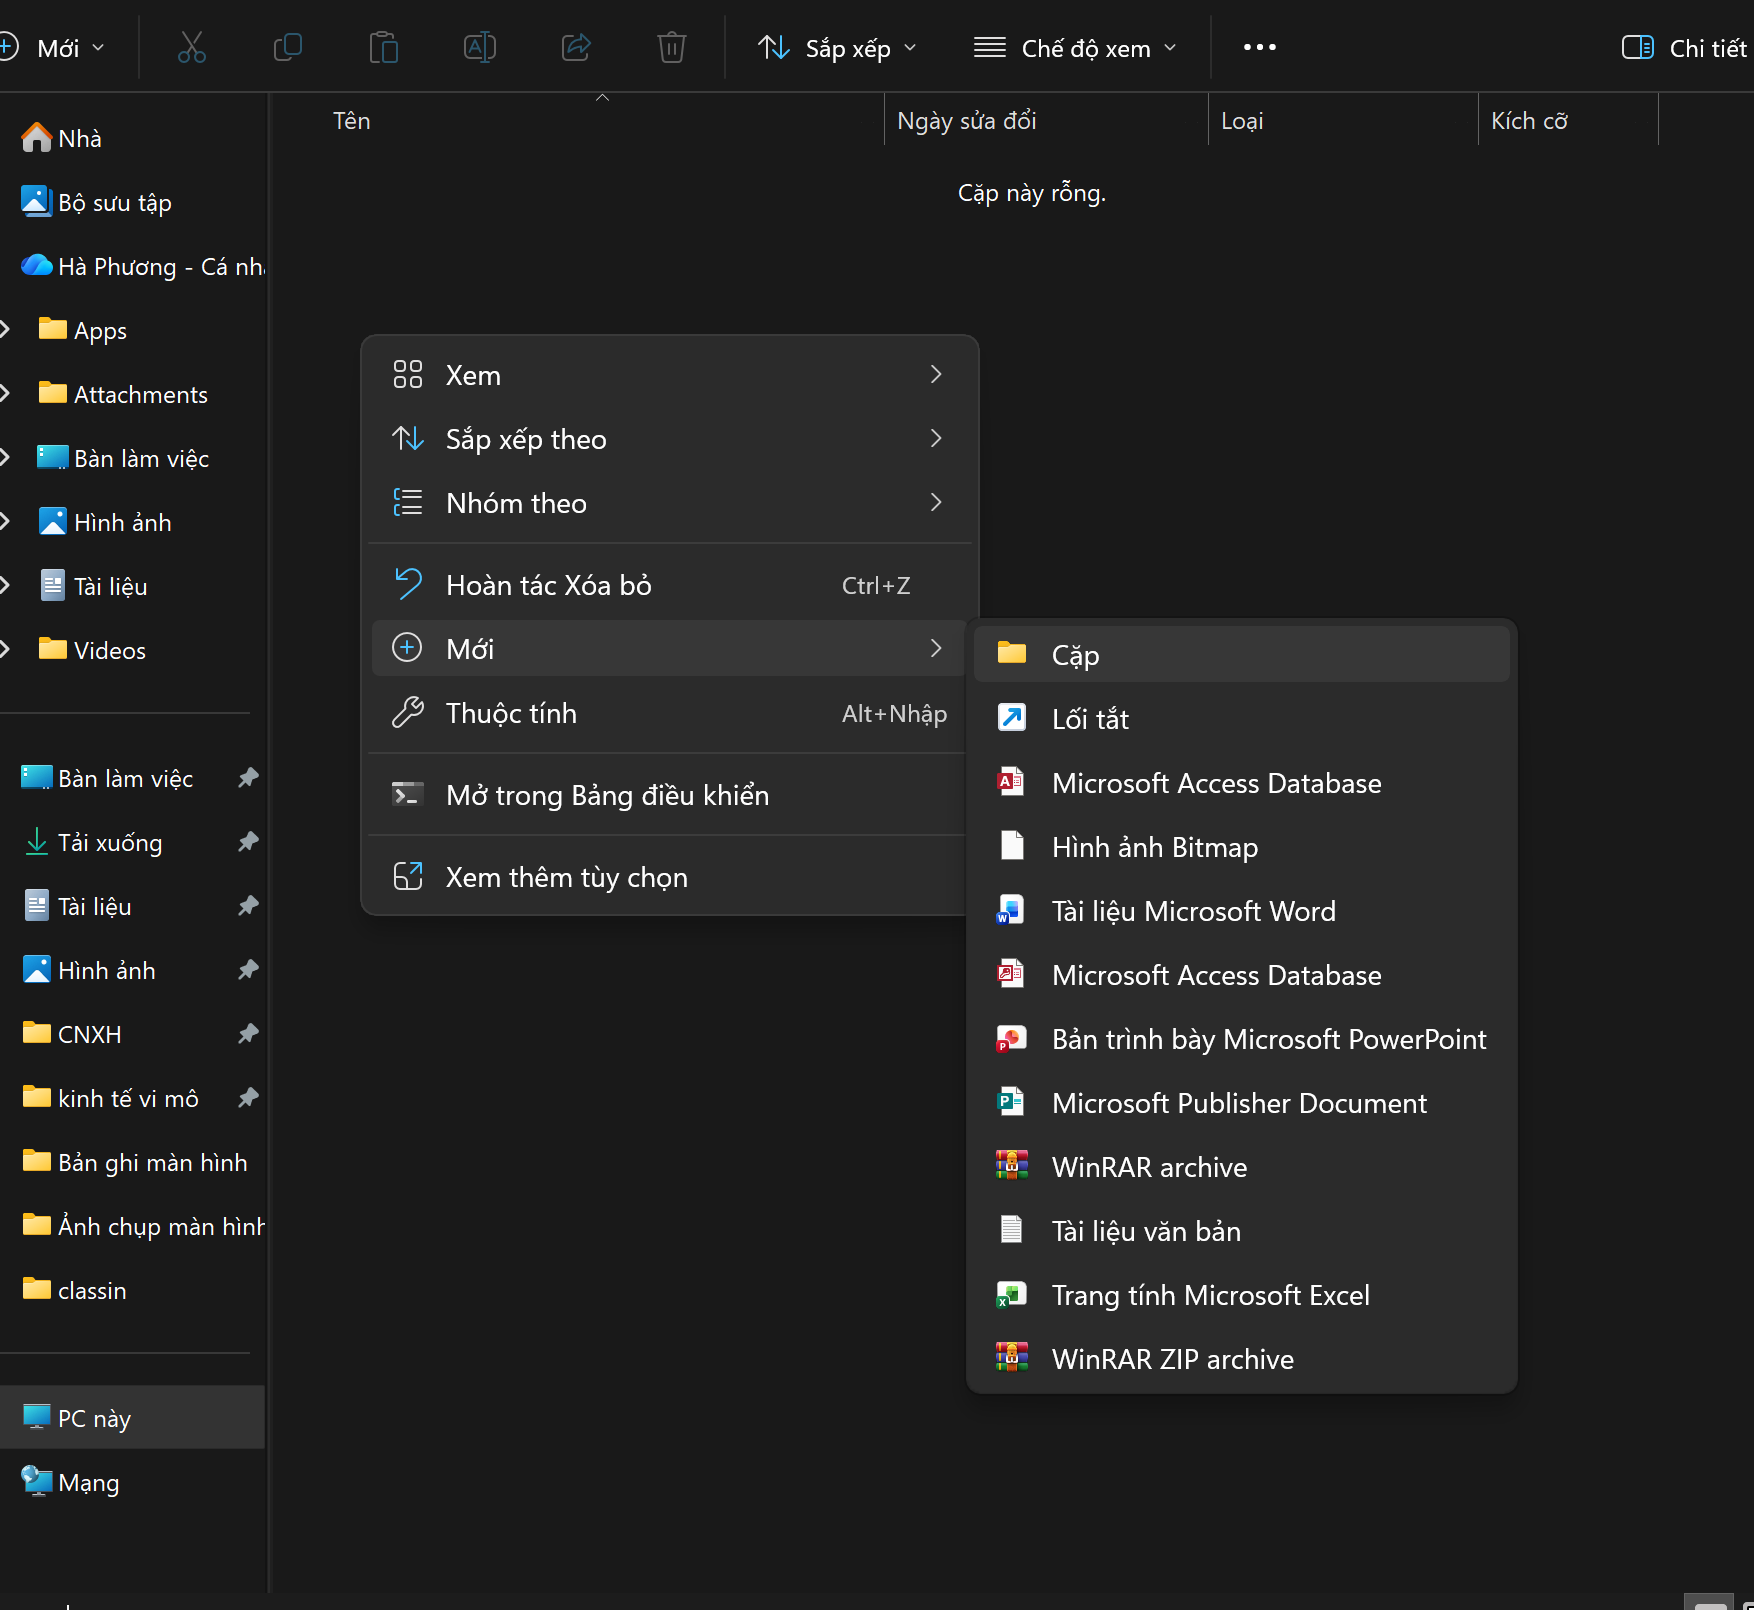 Mới
Sắp xếp
Chế độ xem
Chi tiết
Tên
Ngày sửa đổi
Loại
Kích cỡ
Cặp này rỗng.
Nhà
Bộ sưu tập
Hà Phương - Cá nhâ
Apps
Attachments
Bàn làm việc
Hình ảnh
Tài liệu
Videos
Bàn làm việc
Tải xuống
Tài liệu
Hình ảnh
CNXH
kinh tế vi mô
Bản ghi màn hình
Ảnh chụp màn hình
classin
PC này
Mạng
Xem
Sắp xếp theo
Nhóm theo
Hoàn tác Xóa bỏ Ctrl+Z
Mới
Thuộc tính Alt+Nhập
Mở trong Bảng điều khiển
Xem thêm tùy chọn
Cặp
Lối tắt
Microsoft Access Database
Hình ảnh Bitmap
Tài liệu Microsoft Word
Microsoft Access Database
Bản trình bày Microsoft PowerPoint
Microsoft Publisher Document
WinRAR archive
Tài liệu văn bản
Trang tính Microsoft Excel
WinRAR ZIP archive